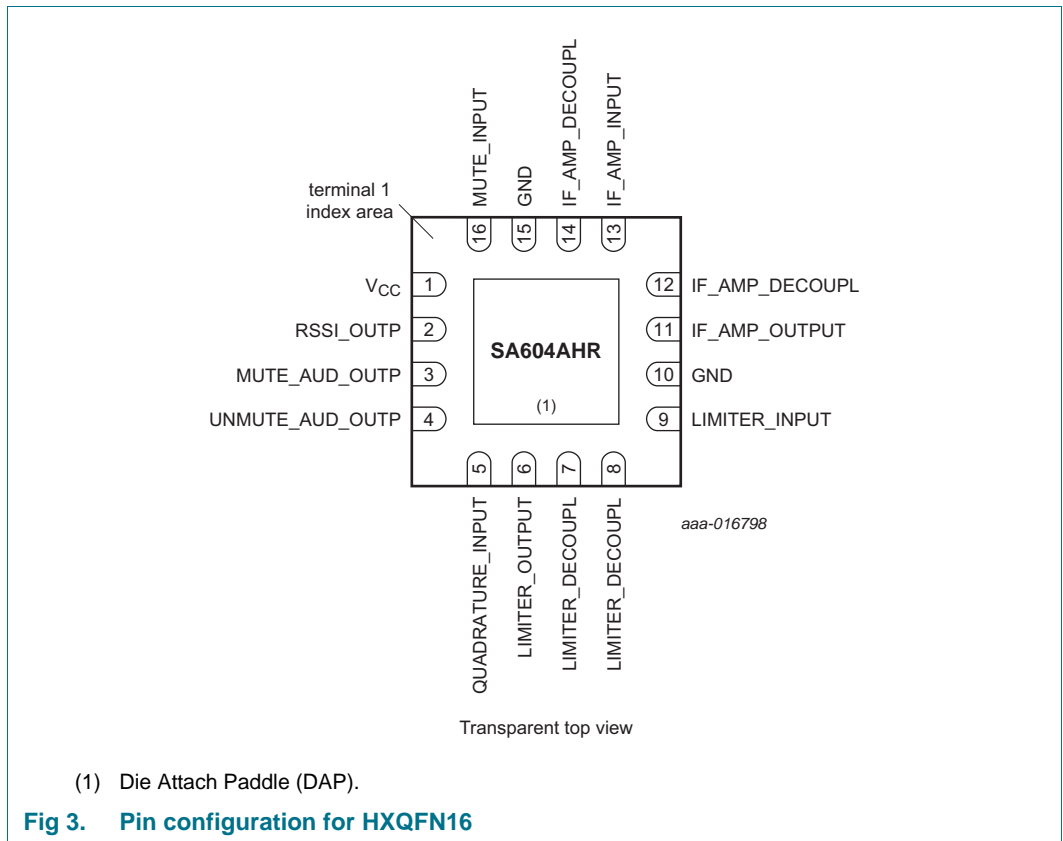 MUTE_INPUT
GND
IF_AMP_DECOUPL
IF_AMP_INPUT
terminal 1
index area
16
15
14
13
VCC 1
12 IF_AMP_DECOUPL
RSSI_OUTP 2
11 IF_AMP_OUTPUT
SA604AHR
MUTE_AUD_OUTP 3
10 GND
(1)
UNMUTE_AUD_OUTP 4
9 LIMITER_INPUT
5
6
7
8
QUADRATURE_INPUT
LIMITER_OUTPUT
LIMITER_DECOUPL
LIMITER_DECOUPL
aaa-016798
Transparent top view
(1) Die Attach Paddle (DAP).
Fig 3. Pin configuration for HXQFN16